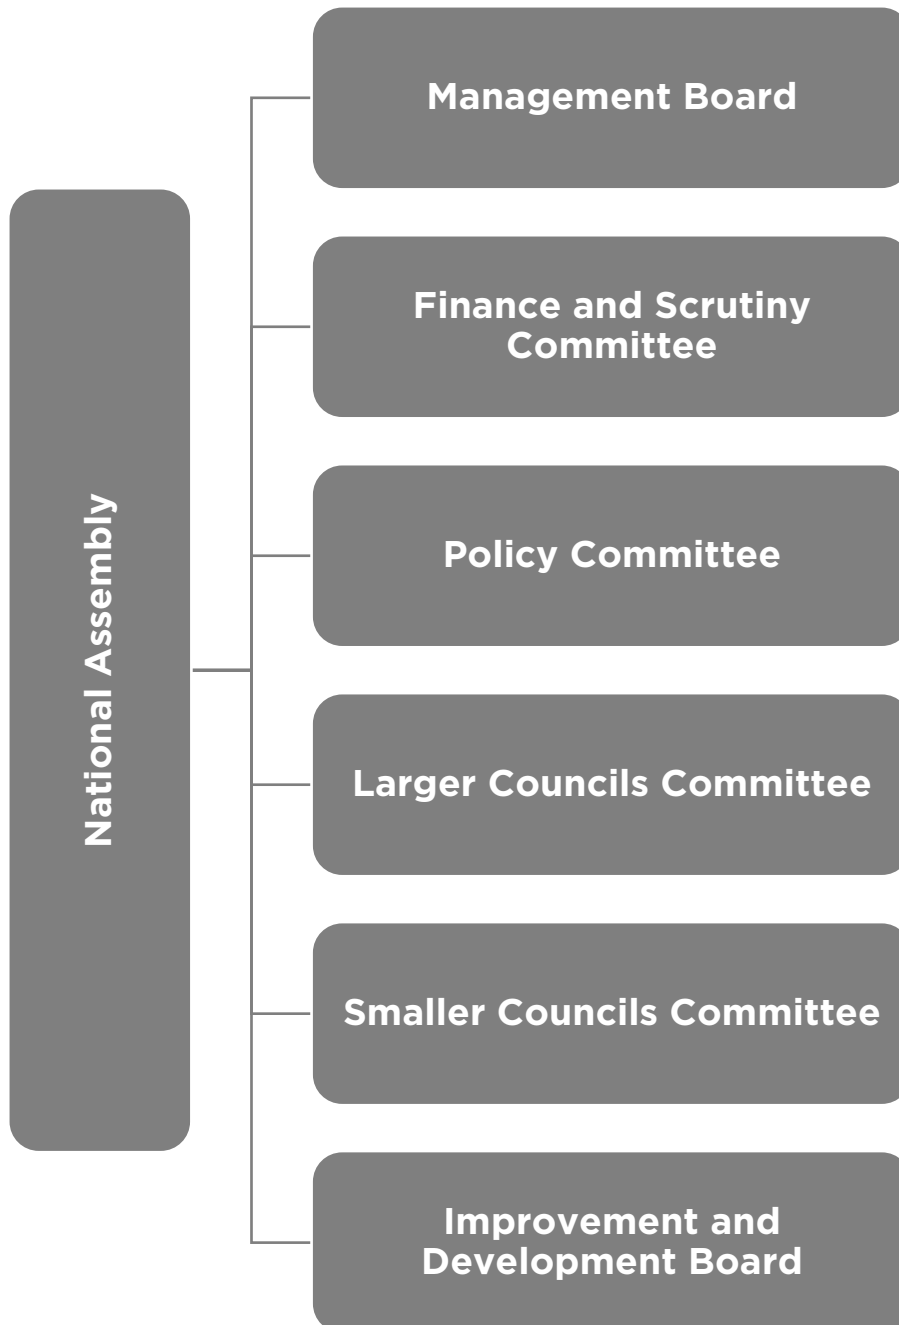 National Assembly
Management Board
Finance and Scrutiny
Committee
Policy Committee
Larger Councils Committee
Smaller Councils Committee
Improvement and
Development Board